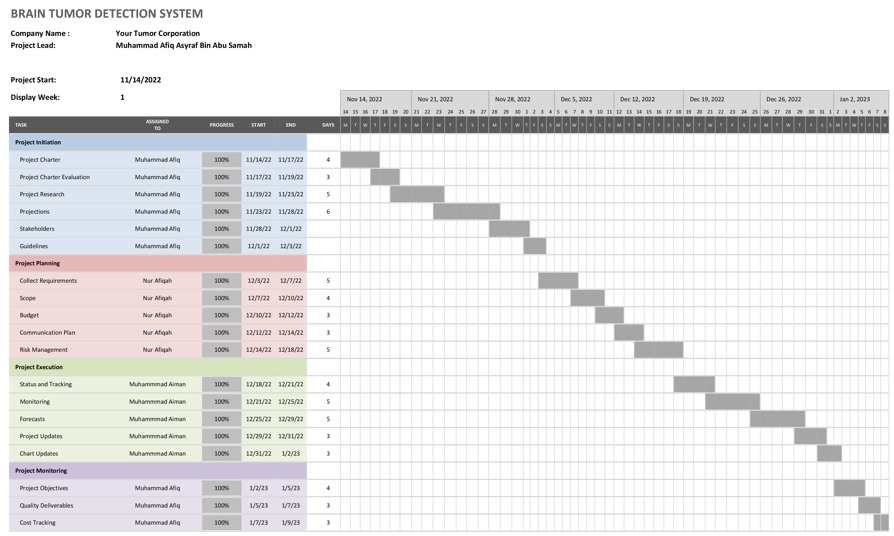 BRAIN TUMOR DETECTION SYSTEM
Company Name : Your Tumor Corporation
Project Lead: Muhammad Afiq Asyraf Bin Abu Samah
Project Start: 11/14/2022
Display Week: 1
Nov 14, 2022 Nov 21, 2022 Nov 28, 2022 Dec 5, 2022 Dec 12, 2022 Dec 19, 2022 Dec 26, 2022 Jan 2, 2023
14 15 16 17 18 19 20 21 22 23 24 25 26 27 28 29 30 1 2 3 4 5 6 7 8 9 10 11 12 13 14 15 16 17 18 19 20 21 22 23 24 25 26 27 28 29 30 31 1 2 3 4 5 6 7 8
TASK ASSIGNED TO PROGRESS START END DAYS M T W T F S S M T W T F S S M T W T F S S M T W T F S S M T W T F S S M T W T F S S M T W T F S S M T W T F S S
Project Initiation
Project Charter Muhammad Afiq 100% 11/14/22 11/17/22 4
Project Charter Evaluation Muhammad Afiq 100% 11/17/22 11/19/22 3
Project Research Muhammad Afiq 100% 11/19/22 11/23/22 5
Projections Muhammad Afiq 100% 11/23/22 11/28/22 6
Stakeholders Muhammad Afiq 100% 11/28/22 12/1/22
Guidelines Muhammad Afiq 100% 12/1/22 12/3/22
Project Planning
Collect Requirements Nur Afiqah 100% 12/3/22 12/7/22 5
Scope Nur Afiqah 100% 12/7/22 12/10/22 4
Budget Nur Afiqah 100% 12/10/22 12/12/22 3
Communication Plan Nur Afiqah 100% 12/12/22 12/14/22 3
Risk Management Nur Afiqah 100% 12/14/22 12/18/22 5
Project Execution
Status and Tracking Muhammmad Aiman 100% 12/18/22 12/21/22 4
Monitoring Muhammmad Aiman 100% 12/21/22 12/25/22 5
Forecasts Muhammmad Aiman 100% 12/25/22 12/29/22 5
Project Updates Muhammmad Aiman 100% 12/29/22 12/31/22 3
Chart Updates Muhammmad Aiman 100% 12/31/22 1/2/23 3
Project Monitoring
Project Objectives Muhammad Afiq 100% 1/2/23 1/5/23 4
Quality Deliverables Muhammad Afiq 100% 1/5/23 1/7/23 3
Cost Tracking Muhammad Afiq 100% 1/7/23 1/9/23 3